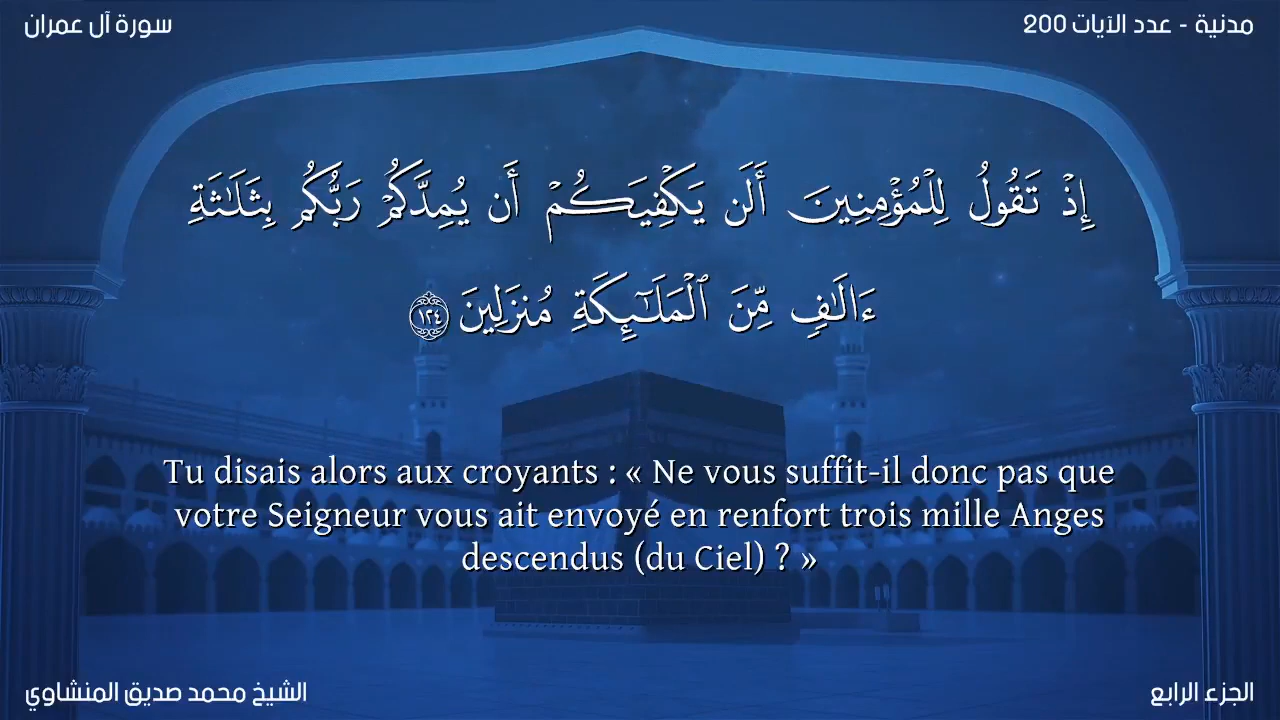 سورة آل عمران
مدنية - عدد الآيات 200
إِذْ تَقُولُ لِلْمُؤْمِنِينَ أَلَن يَكْفِيَكُمْ أَن يُمِدَّكُمْ رَبُّكُم بِثَلَـٰثَةِ
ءَالَـٰفٍ مِّنَ ٱلْمَلَـٰٓئِكَةِ مُنزَلِينَ ١٢٤
Tu disais alors aux croyants : « Ne vous suffit-il donc pas que
votre Seigneur vous ait envoyé en renfort trois mille Anges
descendus (du Ciel) ? »
الشيخ محمد صديق المنشاوي
الجزء الرابع